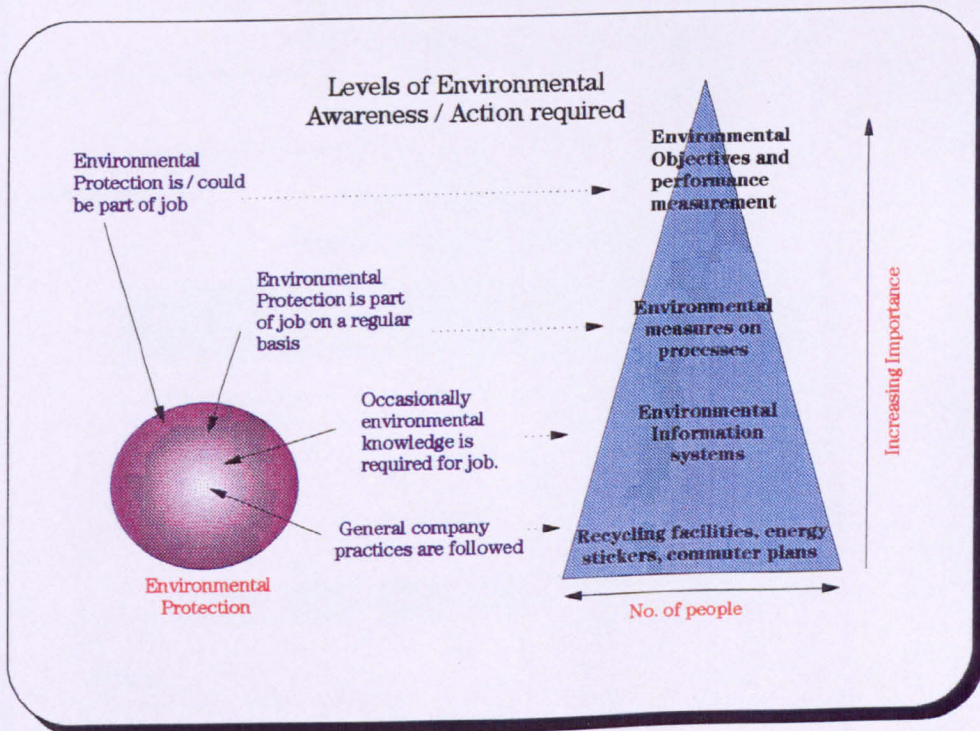 Levels of Environmental
Awareness / Action required
Environmental
Protection is / could
be part of job
Environmental
Objectives and
performance
measurement
Environmental
Protection is part
of job on a regular
basis
Environmental
measures on
processes
Occasionally
environmental
knowledge is
required for job.
Environmental
Information
systems
General company
practices are followed
Recycling facilities, energy
stickers, commuter plans
Environmental
Protection
No. of people
Increasing Importance